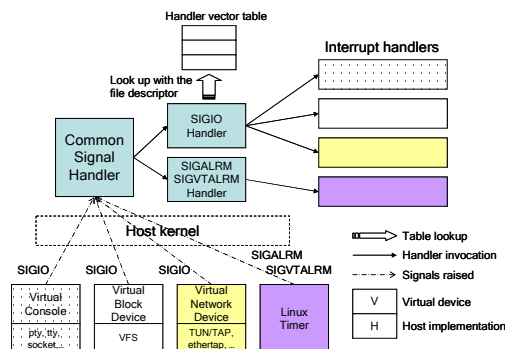 Handler vector table
Interrupt handlers
Look up with the
file descriptor
SIGIO
Handler
Common
Signal
Handler
SIGALRM
SIGVTALRM
Handler
Host kernel
SIGIO
SIGIO
SIGIO
SIGALRM
SIGVTALRM
Table lookup
Handler invocation
Signals raised
Virtual
Console
pty, tty,
socket,..
Virtual
Block
Device
VFS
Virtual
Network
Device
TUN/TAP,
ethertap, ..
Linux
Timer
V
Virtual device
H
Host implementation